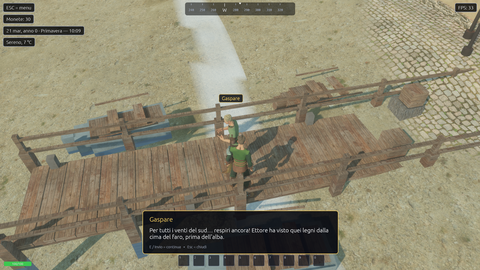 ESC – menu
Monete: 30
21 mar, anno 0 · Primavera — 10:09
Sereno, 7 °C
FPS: 33
Gaspare
Gaspare
Per tutti i venti del sud… respiri ancora! Ettore ha visto quei legni dalla
cima del faro, prima dell'alba.